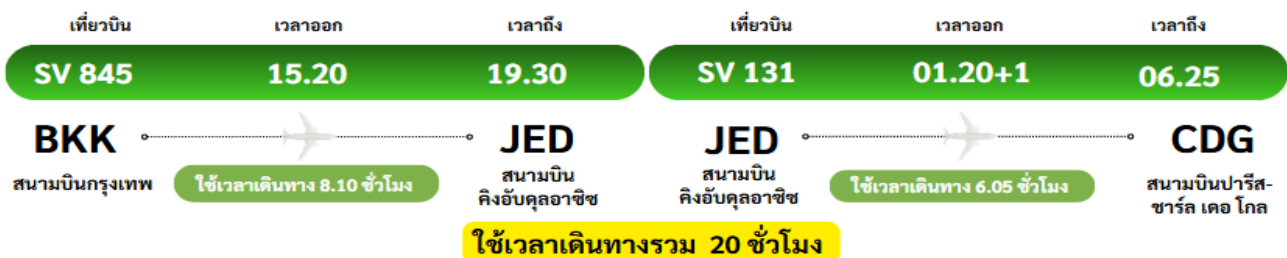 เที่ยวบิน เวลาออก เวลาถึง เที่ยวบิน เวลาออก เวลาถึง
SV 845 15.20 19.30 SV 131 01.20+1 06.25
BKK JED JED CDG
สนามบินกรุงเทพ ใช้เวลาเดินทาง 8.10 ชั่วโมง สนามบิน สนามบิน ใช้เวลาเดินทาง 6.05 ชั่วโมง สนามบินปารีส-
คิงอับดุลอาซิซ คิงอับดุลอาซิซ ชาร์ล เดอ โกล
ใช้เวลาเดินทางรวม 20 ชั่วโมง